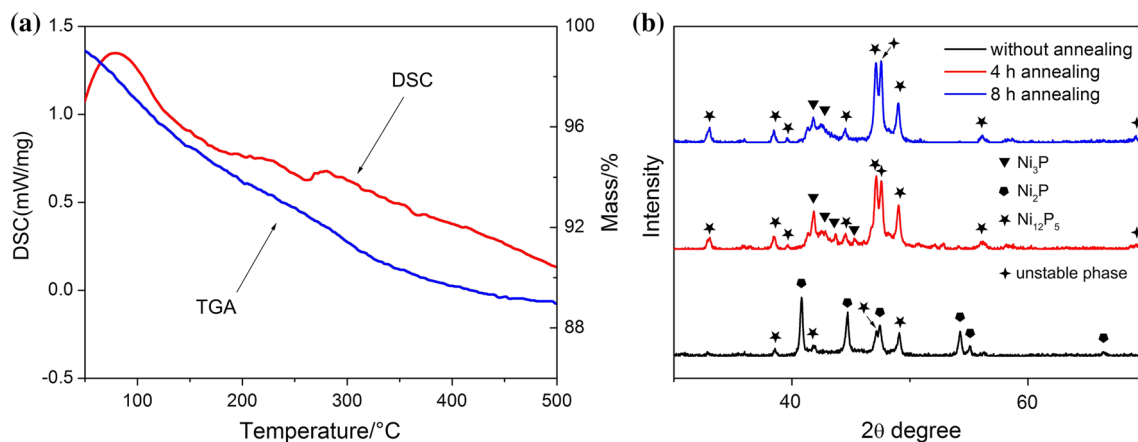 (a)
1.5
1.0
0.5
0.0
-0.5
DSC(mW/mg)
100
96
92
88
Mass/%
DSC
TGA
100
200
300
400
500
Temperature/°C
(b)
Intensity
without annealing
4 h annealing
8 h annealing
Ni₃P
Ni₂P
Ni₁₂P₅
unstable phase
40
60
2θ degree